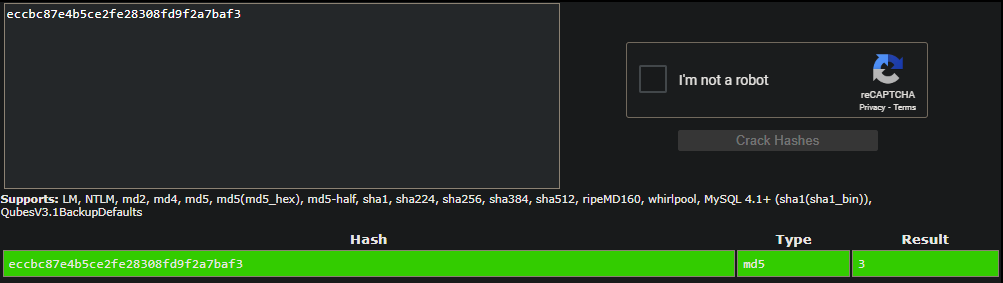 eccbc87e4b5ce2fe28308fd9f2a7baf3
I'm not a robot
reCAPTCHA
Privacy - Terms
Crack Hashes
Supports: LM, NTLM, md2, md4, md5, md5(md5_hex), md5-half, sha1, sha224, sha256, sha384, sha512, ripeMD160, whirlpool, MySQL 4.1+ (sha1(sha1_bin)),
QubesV3.1BackupDefaults
Hash Type Result
eccbc87e4b5ce2fe28308fd9f2a7baf3 md5 3